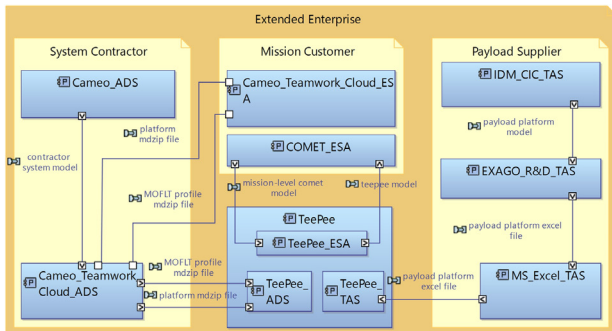 Extended Enterprise
System Contractor
Mission Customer
Payload Supplier
Cameo_ADS
Cameo_Teamwork_Cloud_ES
A
IDM_CIC_TAS
platform
mdzip file
payload platform
model
contractor
system model
COMET_ESA
EXAGO_R&D_TAS
MOFLT profile
mdzip file
mission-level comet model
teepee model
TeePee
TeePee_ESA
payload platform excel
file
Cameo_Teamwork_
Cloud_ADS
MOFLT profile
mdzip file
platform mdzip file
TeePee_
ADS
TeePee_
TAS
payload platform
excel file
MS_Excel_TAS